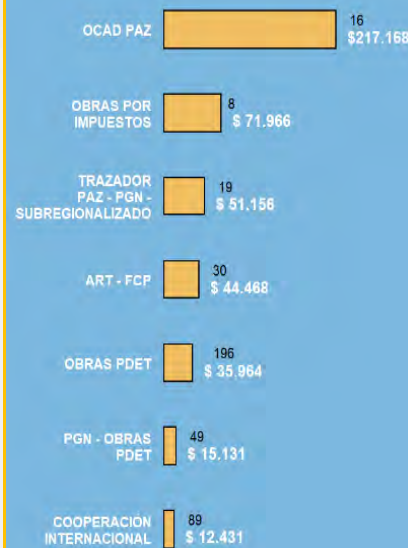 OCAD PAZ
16
$217.168
OBRAS POR
IMPUESTOS
8
$ 71.966
TRAZADOR
PAZ - PGN -
SUBREGIONALIZADO
19
$ 51.156
ART - FCP
30
$ 44.468
OBRAS PDET
196
$ 35.964
PGN - OBRAS
PDET
49
$ 15.131
COOPERACIÓN
INTERNACIONAL
89
$ 12.431